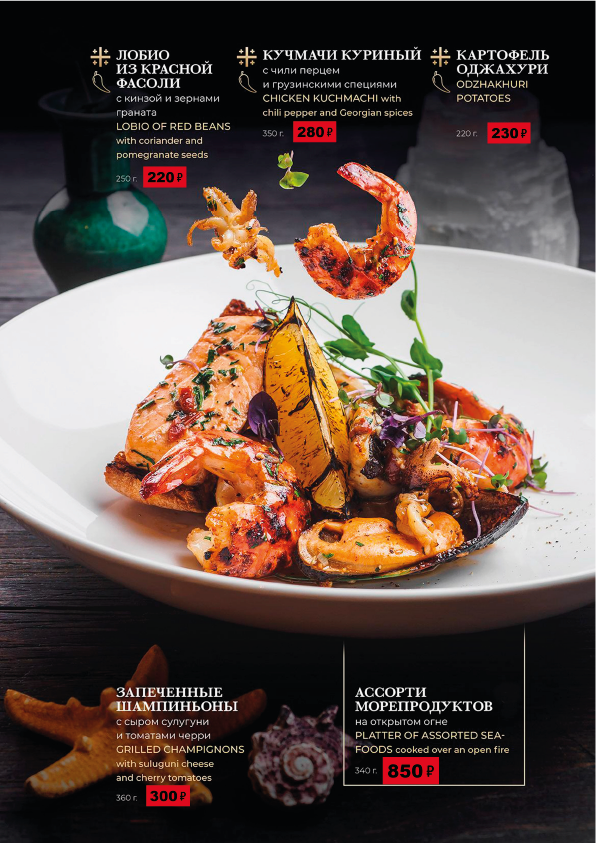 ЛОБИО
ИЗ КРАСНОЙ
ФАСОЛИ
с кинзой и зернами
граната
LOBIO OF RED BEANS
with coriander and
pomegranate seeds
250 г. 220 ₽
КУЧМАЧИ КУРИНЫЙ
с чили перцем
и грузинскими специями
CHICKEN KUCHMACHI with
chili pepper and Georgian spices
350 г. 280 ₽
КАРТОФЕЛЬ
ОДЖАХУРИ
ODZHAKHURI
POTATOES
220 г. 230 ₽
ЗАПЕЧЕННЫЕ
ШАМПИНЬОНЫ
с сыром сулугуни
и томатами черри
GRILLED CHAMPIGNONS
with suluguni cheese
and cherry tomatoes
360 г. 300 ₽
АССОРТИ
МОРЕПРОДУКТОВ
на открытом огне
PLATTER OF ASSORTED SEA-
FOODS cooked over an open fire
340 г. 850 ₽